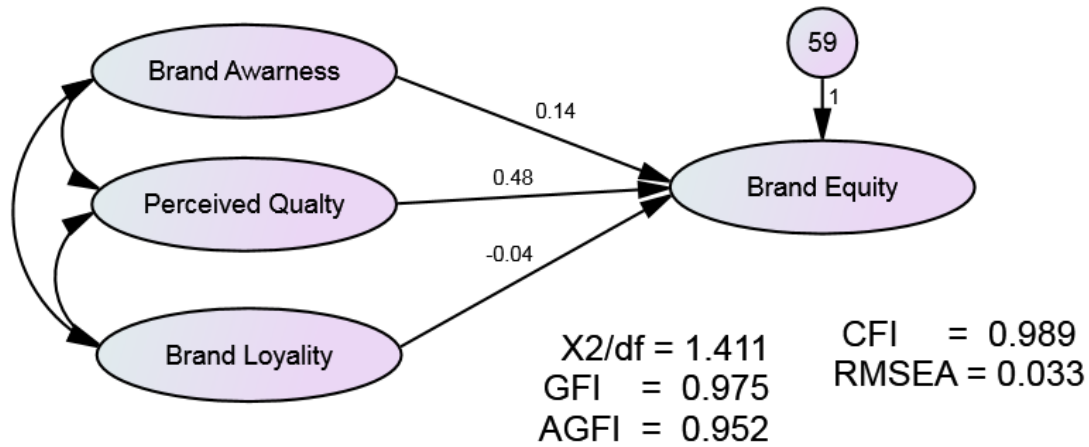 59
Brand Awarness
1
0.14
Perceived Qualty
0.48
Brand Equity
-0.04
Brand Loyality
X2/df = 1.411
GFI = 0.975
AGFI = 0.952
CFI = 0.989
RMSEA = 0.033